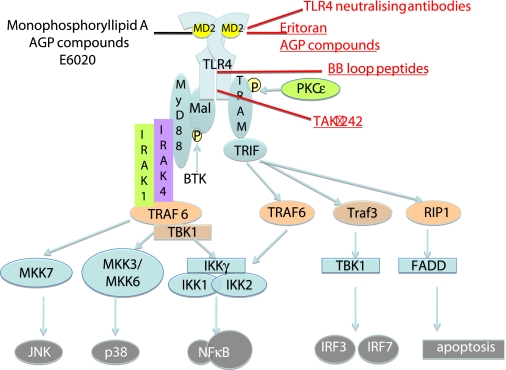 TLR4 neutralising antibodies
Monophosphoryllipid A
AGP compounds
E6020
MD2
MD2
Eritoran
AGP compounds
TLR4
BB loop peptides
MyD88
Mal
TRAM
P
PKCε
TAK242
P
IRAK1
IRAK4
TRIF
BTK
TRAF 6
TBK1
TRAF6
Traf3
RIP1
MKK7
MKK3/
MKK6
IKKγ
IKK1
IKK2
TBK1
FADD
JNK
p38
NFκB
IRF3
IRF7
apoptosis